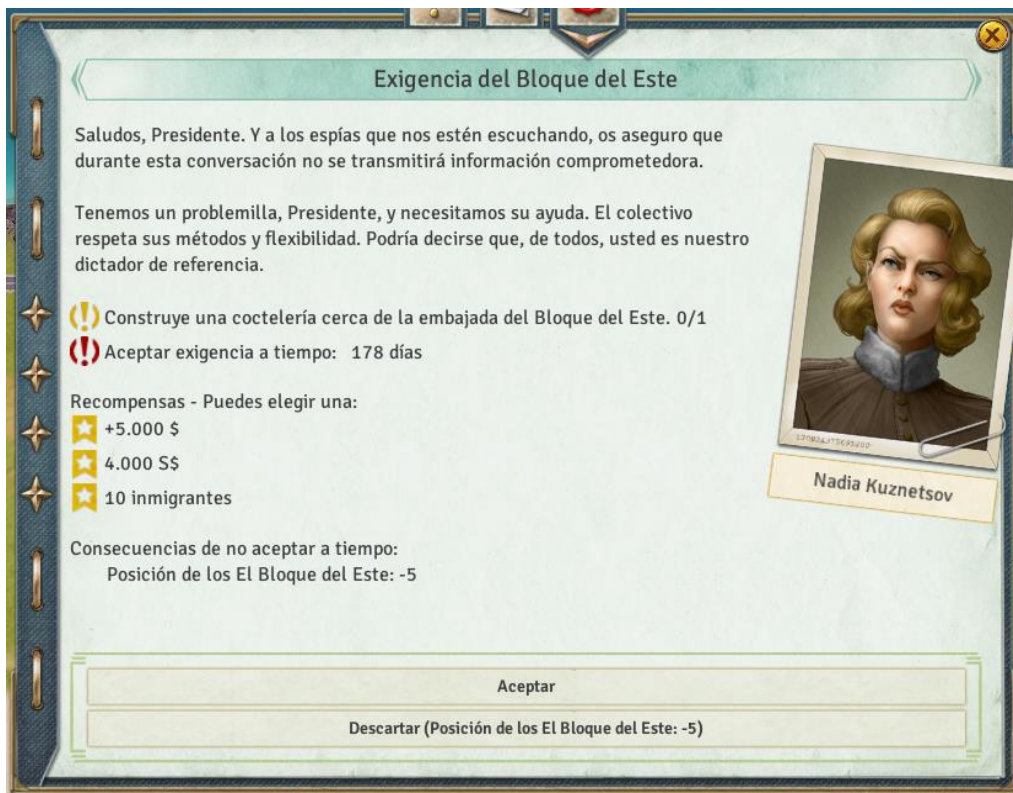 Exigencia del Bloque del Este
Saludos, Presidente. Y a los espías que nos estén escuchando, os aseguro que
durante esta conversación no se transmitirá información comprometedora.
Tenemos un problemilla, Presidente, y necesitamos su ayuda. El colectivo
respeta sus métodos y flexibilidad. Podría decirse que, de todos, usted es nuestro
dictador de referencia.
(!) Construye una coctelería cerca de la embajada del Bloque del Este. 0/1
(!) Aceptar exigencia a tiempo: 178 días
Recompensas - Puedes elegir una:
+5.000 $
4.000 S$
10 inmigrantes
Nadia Kuznetsov
Consecuencias de no aceptar a tiempo:
Posición de los El Bloque del Este: -5
Aceptar
Descartar (Posición de los El Bloque del Este: -5)